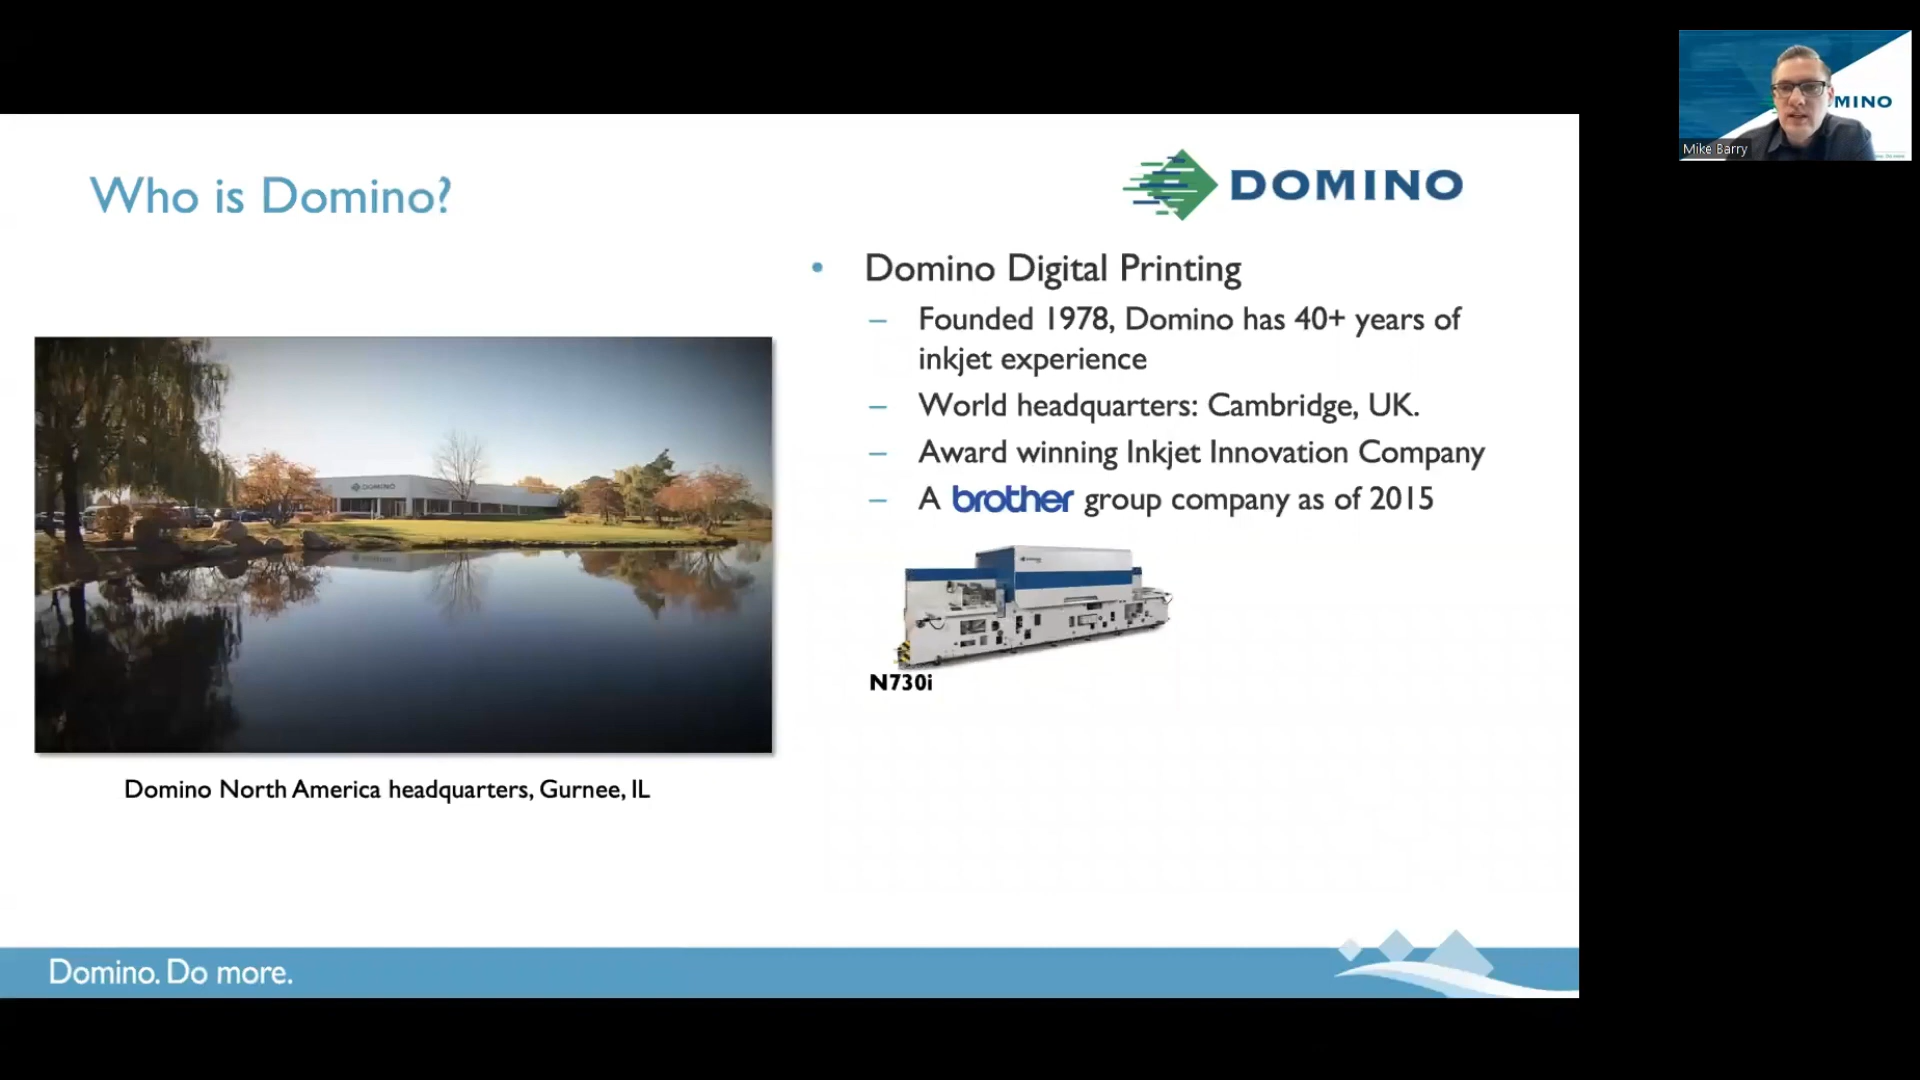 Who is Domino?
DOMINO
• Domino Digital Printing
– Founded 1978, Domino has 40+ years of
inkjet experience
– World headquarters: Cambridge, UK.
– Award winning Inkjet Innovation Company
– A brother group company as of 2015
N730i
DOMINO
Domino North America headquarters, Gurnee, IL
Domino. Do more.
MINO
Mike Barry